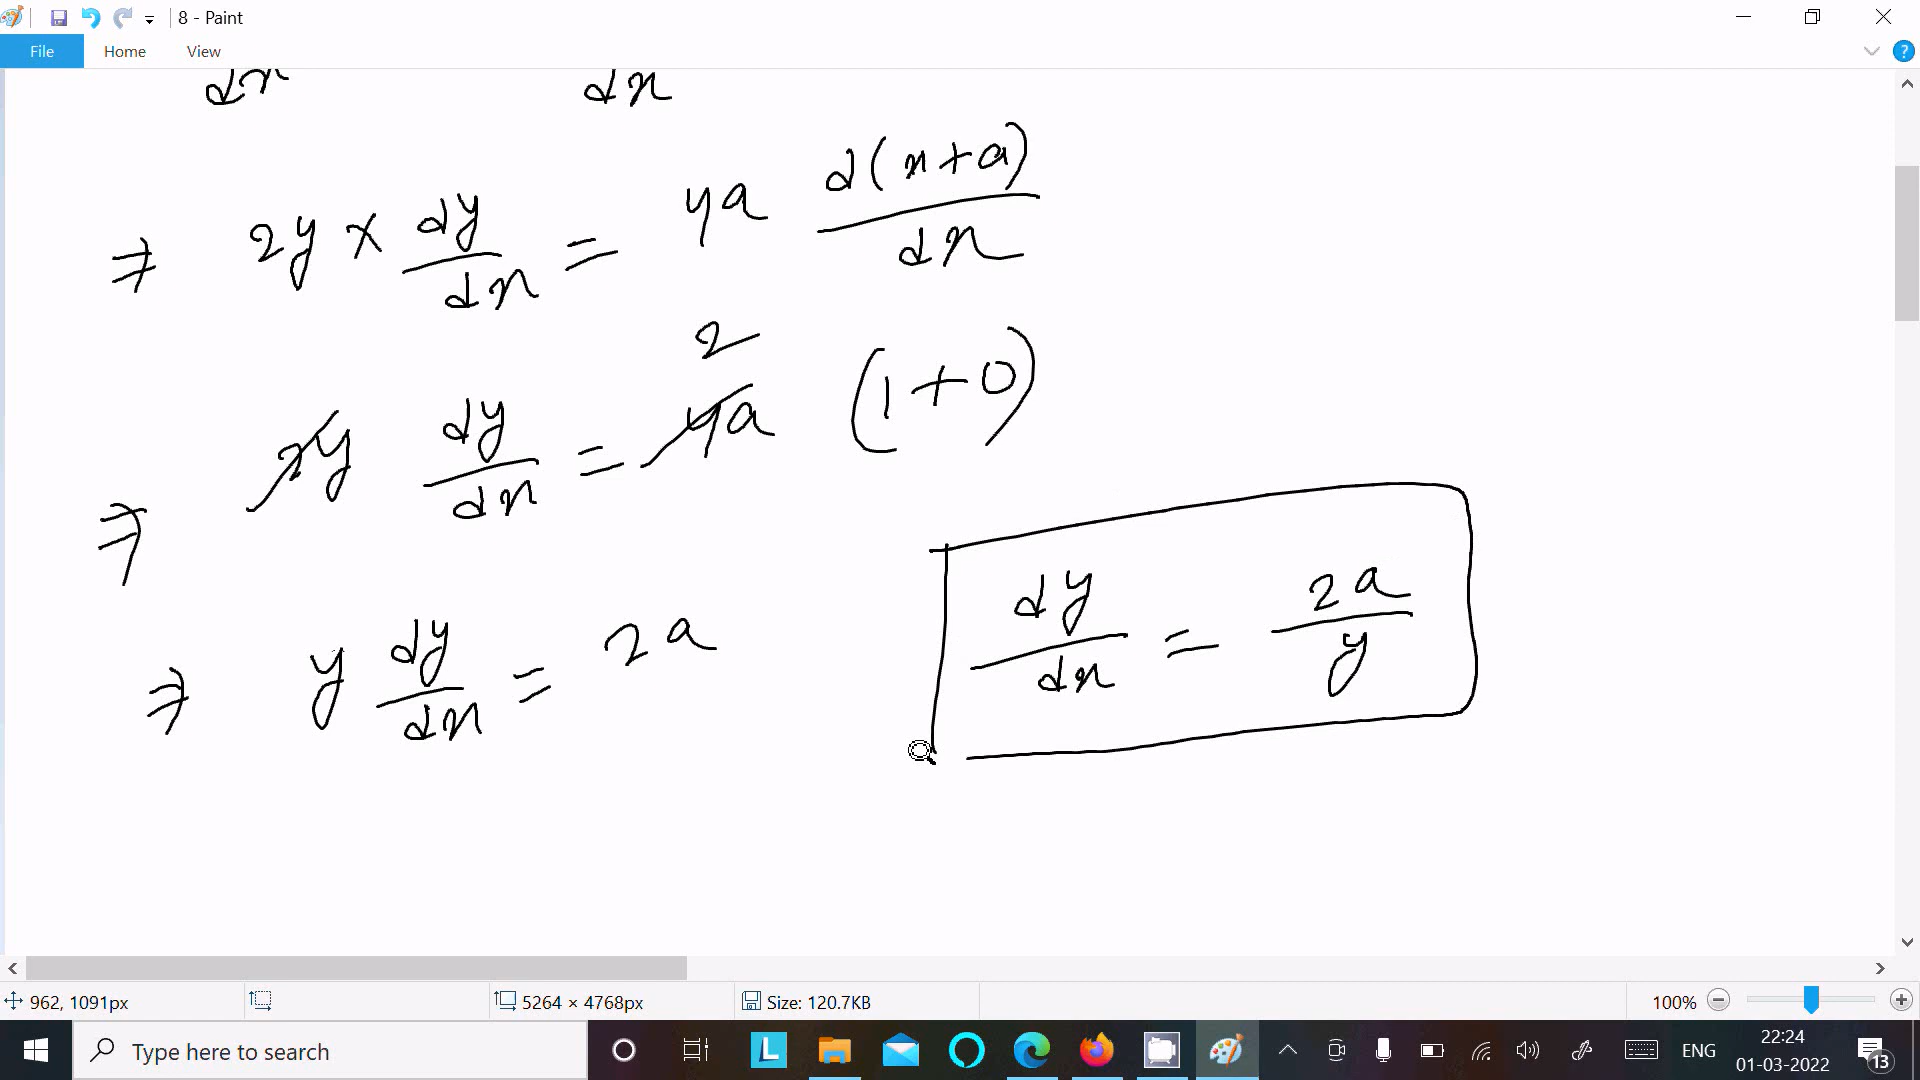 8 - Paint
File Home View
dx dx
⇒ 2y × dy/dx = 4a d(x+a)/dx
2
⇒ 2y dy/dx = 4a (1+0)
⇒ y dy/dx = 2a
dy/dx = 2a/y
962, 1091px 5264 × 4768px Size: 120.7KB 100%
Type here to search
L
ENG 22:24
01-03-2022
13